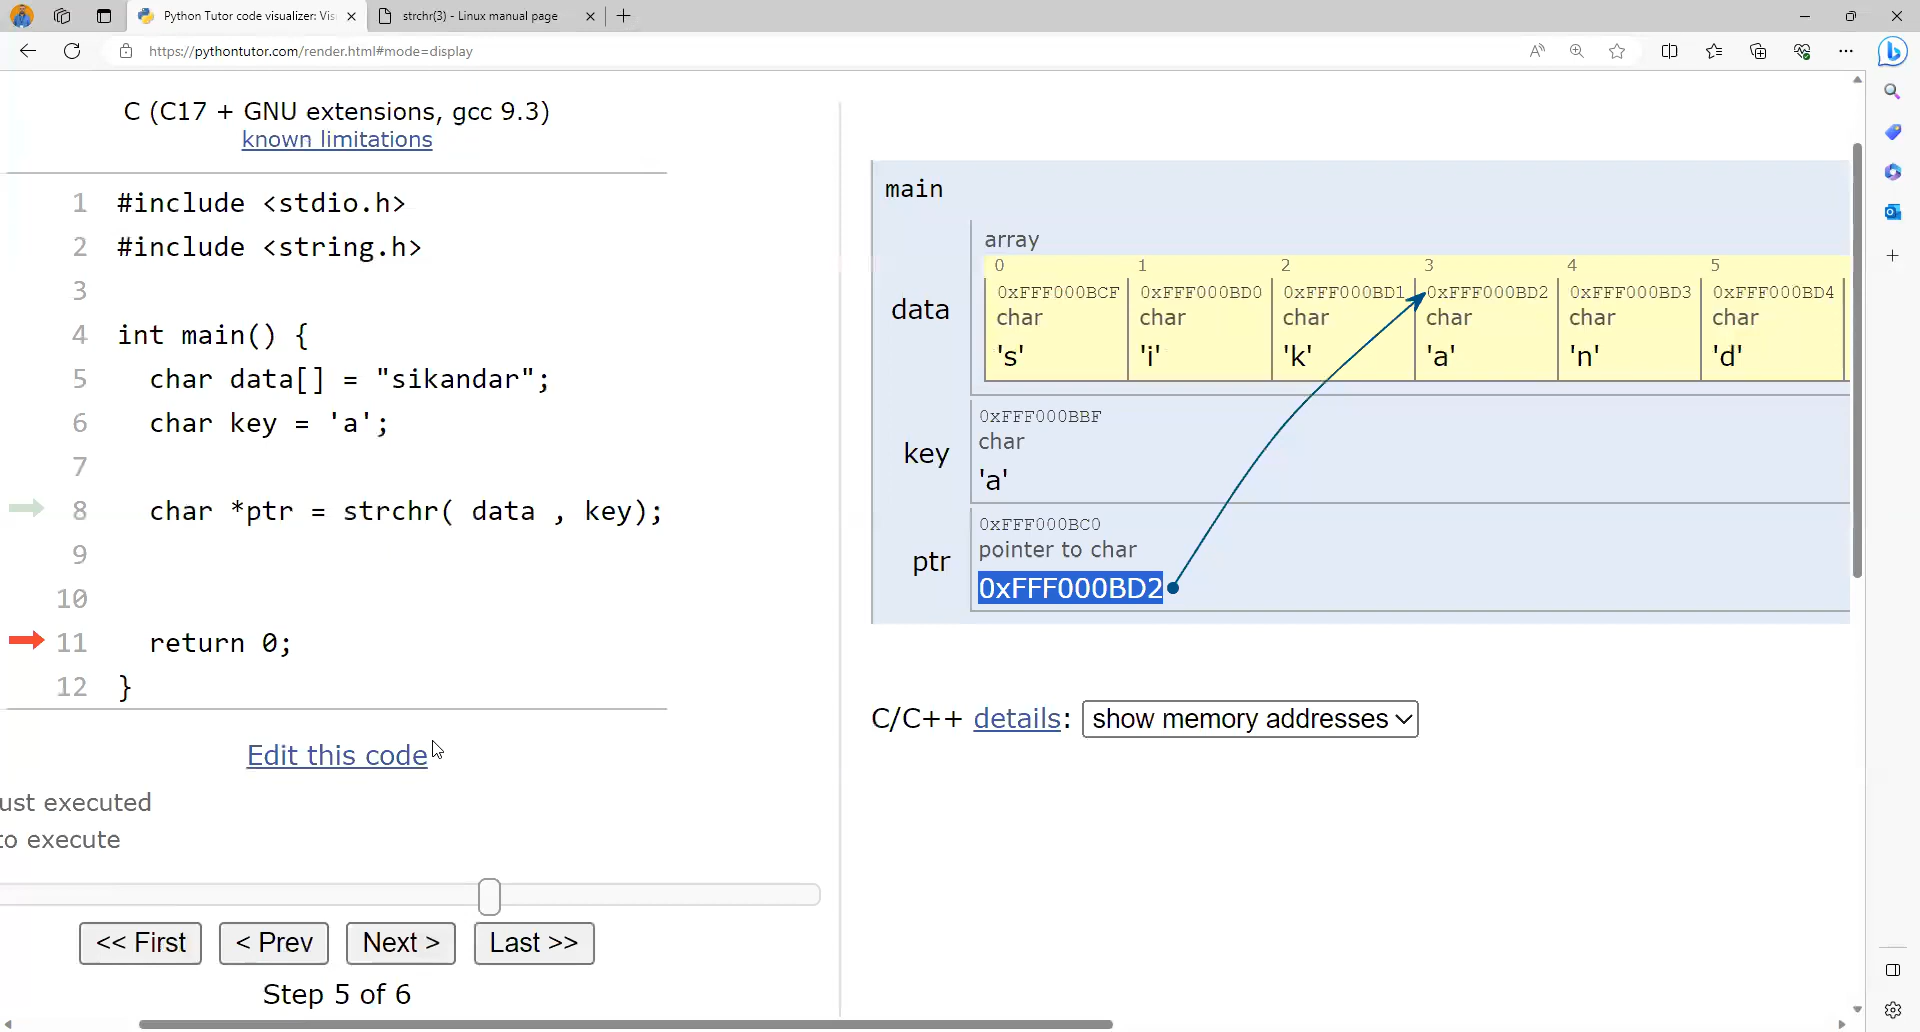 Python Tutor code visualizer: Vis
strchr(3) - Linux manual page
https://pythontutor.com/render.html#mode=display
C (C17 + GNU extensions, gcc 9.3)
known limitations
1 #include <stdio.h>
2 #include <string.h>
3
4 int main() {
5 char data[] = "sikandar";
6 char key = 'a';
7
8 char *ptr = strchr( data , key);
9
10
11 return 0;
12 }
Edit this code
ust executed
to execute
<< First < Prev Next > Last >>
Step 5 of 6
main
array
0 1 2 3 4 5
0xFFF000BCF 0xFFF000BD0 0xFFF000BD1 0xFFF000BD2 0xFFF000BD3 0xFFF000BD4
data
char char char char char char
's' 'i' 'k' 'a' 'n' 'd'
0xFFF000BBF
char
key
'a'
0xFFF000BC0
pointer to char
ptr
0xFFF000BD2
C/C++ details: show memory addresses